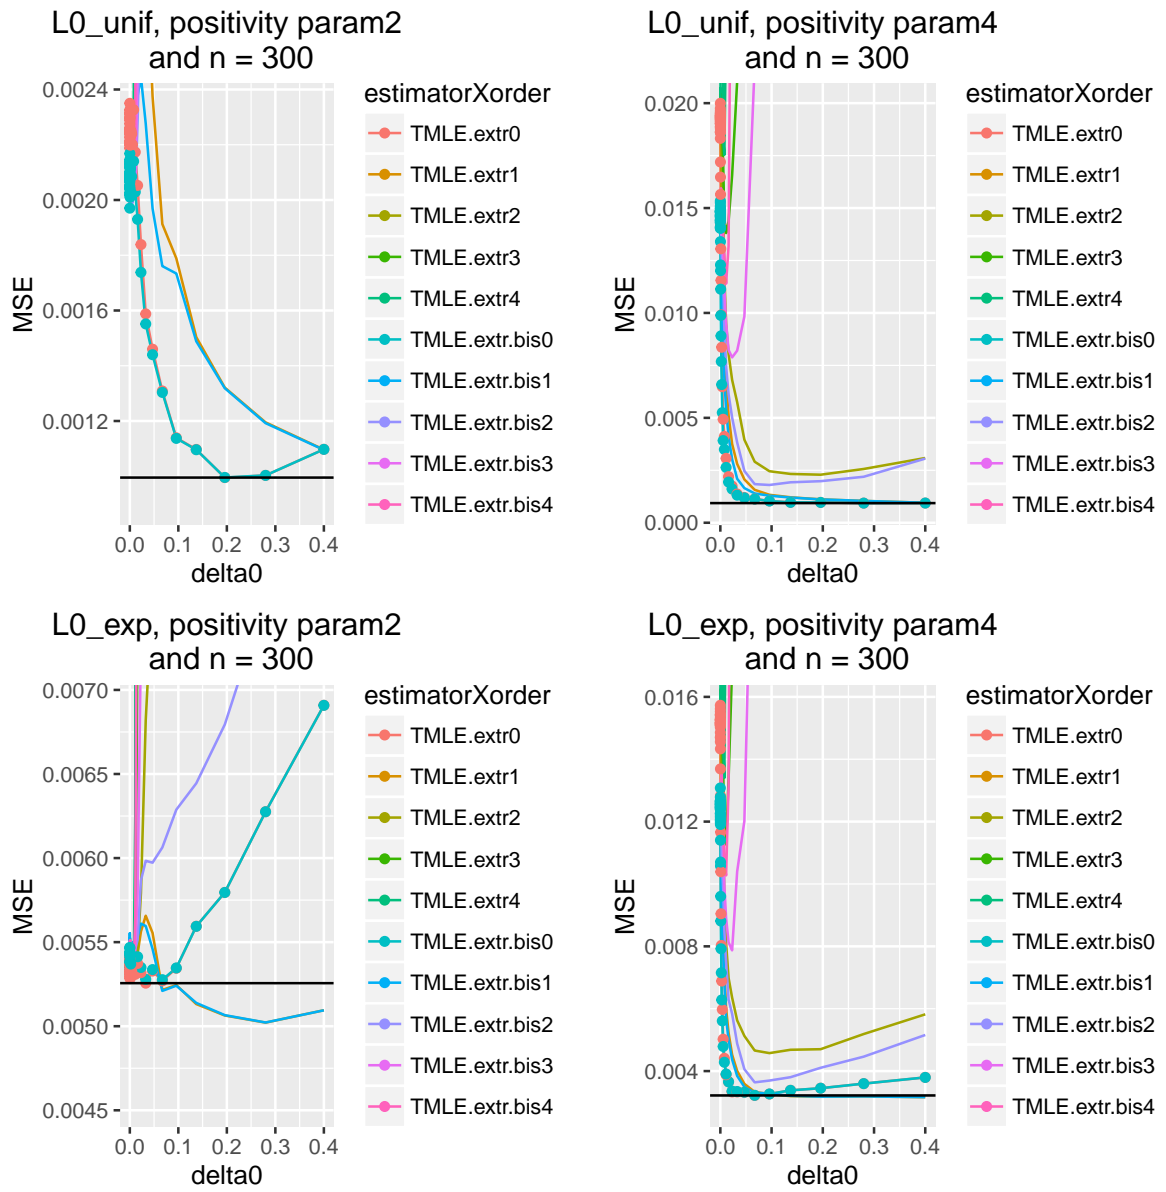 L0_unif, positivity param2
and n = 300
0.0024
0.0020
0.0016
0.0012
MSE
0.0 0.1 0.2 0.3 0.4
delta0
estimatorXorder
TMLE.extr0
TMLE.extr1
TMLE.extr2
TMLE.extr3
TMLE.extr4
TMLE.extr.bis0
TMLE.extr.bis1
TMLE.extr.bis2
TMLE.extr.bis3
TMLE.extr.bis4
L0_unif, positivity param4
and n = 300
0.020
0.015
0.010
0.005
0.000
MSE
0.0 0.1 0.2 0.3 0.4
delta0
estimatorXorder
TMLE.extr0
TMLE.extr1
TMLE.extr2
TMLE.extr3
TMLE.extr4
TMLE.extr.bis0
TMLE.extr.bis1
TMLE.extr.bis2
TMLE.extr.bis3
TMLE.extr.bis4
L0_exp, positivity param2
and n = 300
0.0070
0.0065
0.0060
0.0055
0.0050
0.0045
MSE
0.0 0.1 0.2 0.3 0.4
delta0
estimatorXorder
TMLE.extr0
TMLE.extr1
TMLE.extr2
TMLE.extr3
TMLE.extr4
TMLE.extr.bis0
TMLE.extr.bis1
TMLE.extr.bis2
TMLE.extr.bis3
TMLE.extr.bis4
L0_exp, positivity param4
and n = 300
0.016
0.012
0.008
0.004
MSE
0.0 0.1 0.2 0.3 0.4
delta0
estimatorXorder
TMLE.extr0
TMLE.extr1
TMLE.extr2
TMLE.extr3
TMLE.extr4
TMLE.extr.bis0
TMLE.extr.bis1
TMLE.extr.bis2
TMLE.extr.bis3
TMLE.extr.bis4